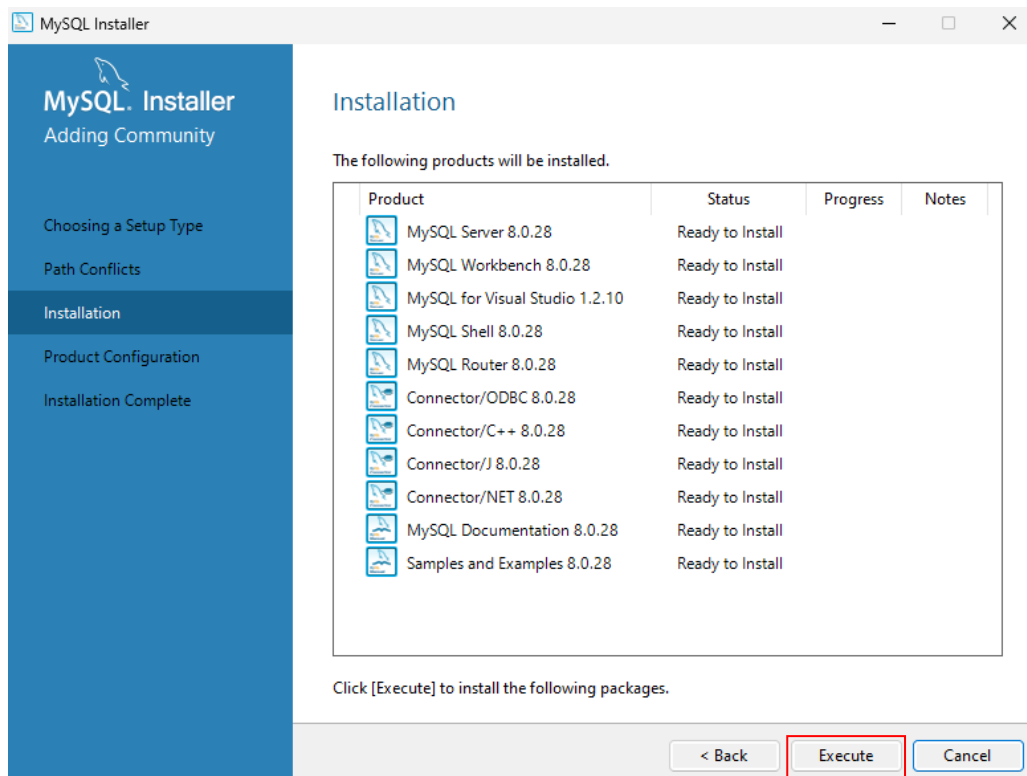 MySQL Installer
MySQL. Installer
Adding Community
Choosing a Setup Type
Path Conflicts
Installation
Product Configuration
Installation Complete
Installation
The following products will be installed.
Product Status Progress Notes
MySQL Server 8.0.28 Ready to Install
MySQL Workbench 8.0.28 Ready to Install
MySQL for Visual Studio 1.2.10 Ready to Install
MySQL Shell 8.0.28 Ready to Install
MySQL Router 8.0.28 Ready to Install
Connector/ODBC 8.0.28 Ready to Install
Connector/C++ 8.0.28 Ready to Install
Connector/J 8.0.28 Ready to Install
Connector/NET 8.0.28 Ready to Install
MySQL Documentation 8.0.28 Ready to Install
Samples and Examples 8.0.28 Ready to Install
Click [Execute] to install the following packages.
< Back Execute Cancel